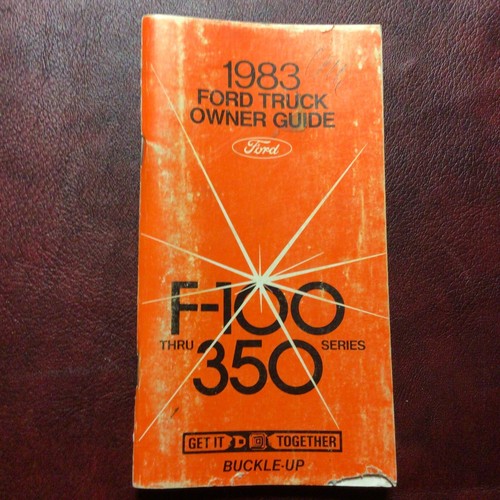 1983
FORD TRUCK
OWNER GUIDE
Ford
F-100
THRU 350 SERIES
GET IT TOGETHER
BUCKLE-UP